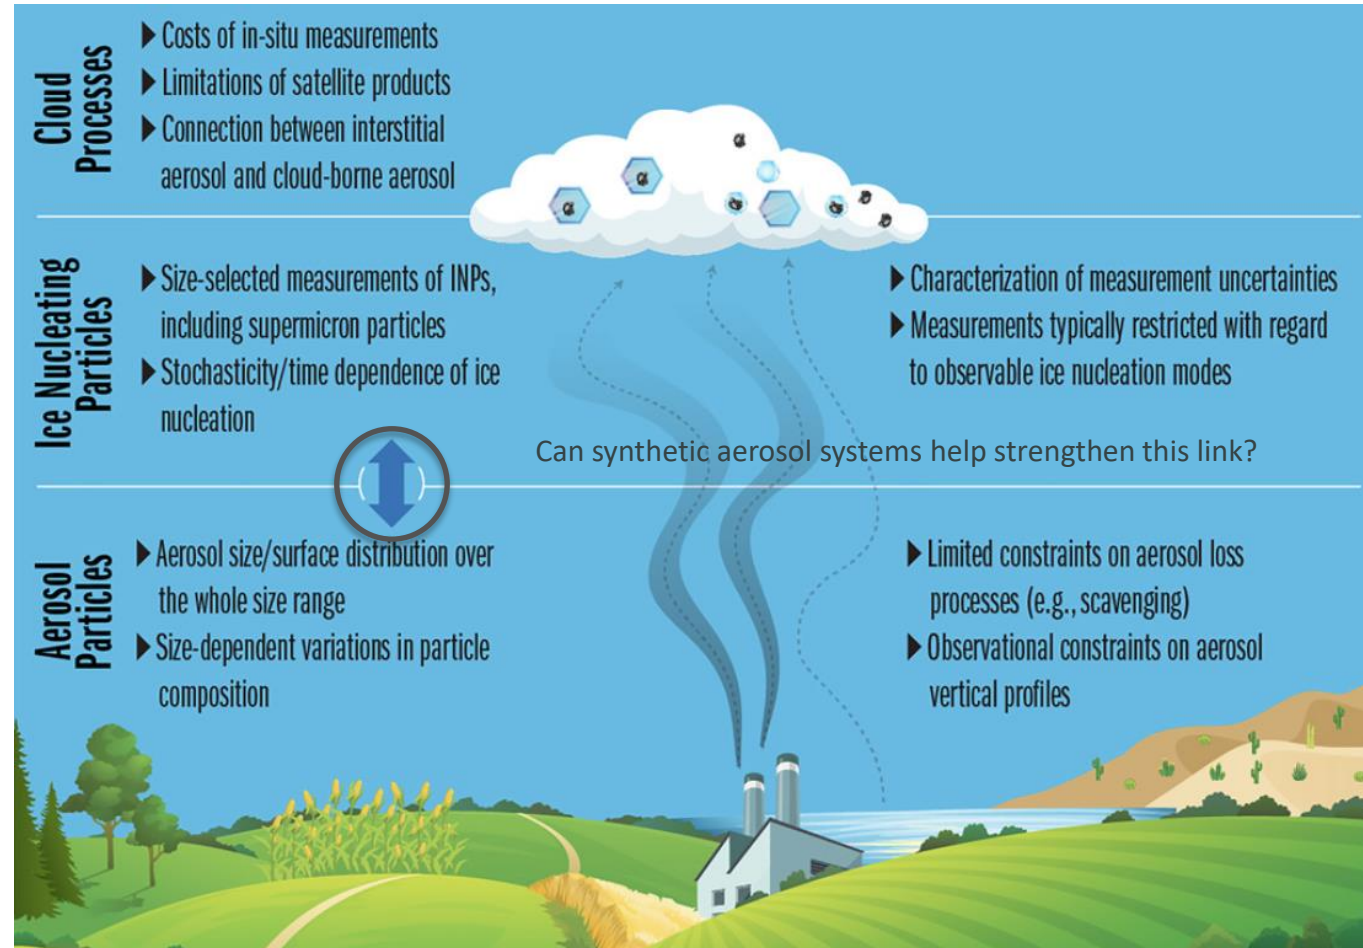 Cloud
Processes
▶ Costs of in-situ measurements
▶ Limitations of satellite products
▶ Connection between interstitial
aerosol and cloud-borne aerosol
Ice Nucleating
Particles
▶ Size-selected measurements of INPs,
including supermicron particles
▶ Stochasticity/time dependence of ice
nucleation
▶ Characterization of measurement uncertainties
▶ Measurements typically restricted with regard
to observable ice nucleation modes
Can synthetic aerosol systems help strengthen this link?
Aerosol
Particles
▶ Aerosol size/surface distribution over
the whole size range
▶ Size-dependent variations in particle
composition
▶ Limited constraints on aerosol loss
processes (e.g., scavenging)
▶ Observational constraints on aerosol
vertical profiles